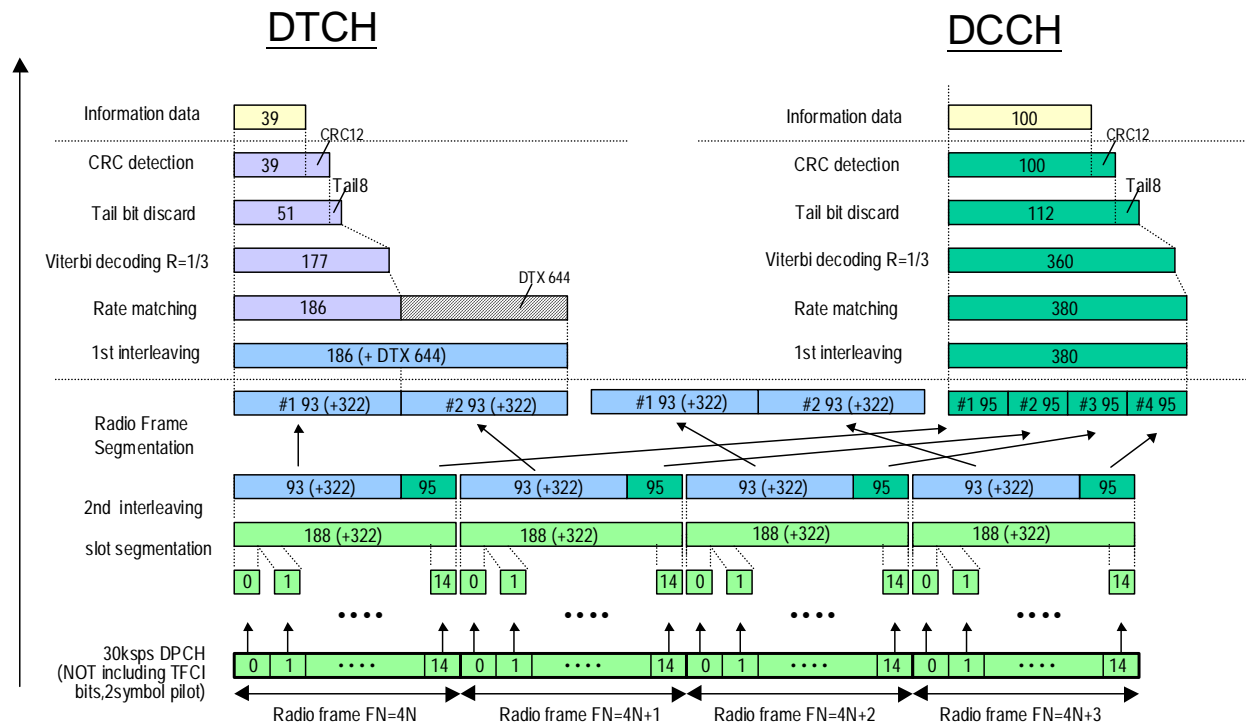 DTCH
DCCH
Information data
39
Information data
100
CRC12
CRC12
CRC detection
39
CRC detection
100
Tail8
Tail8
Tail bit discard
51
Tail bit discard
112
Viterbi decoding R=1/3
177
Viterbi decoding R=1/3
360
DTX 644
Rate matching
186
Rate matching
380
1st interleaving
186 (+ DTX 644)
1st interleaving
380
#1 93 (+322)
#2 93 (+322)
#1 93 (+322)
#2 93 (+322)
#1 95
#2 95
#3 95
#4 95
Radio Frame
Segmentation
93 (+322)
95
93 (+322)
95
93 (+322)
95
93 (+322)
95
2nd interleaving
188 (+322)
188 (+322)
188 (+322)
188 (+322)
slot segmentation
0
1
14
0
1
14
0
1
14
0
1
14
30ksps DPCH
(NOT including TFCI
bits,2symbol pilot)
0
1
14
0
1
14
0
1
14
0
1
14
Radio frame FN=4N
Radio frame FN=4N+1
Radio frame FN=4N+2
Radio frame FN=4N+3